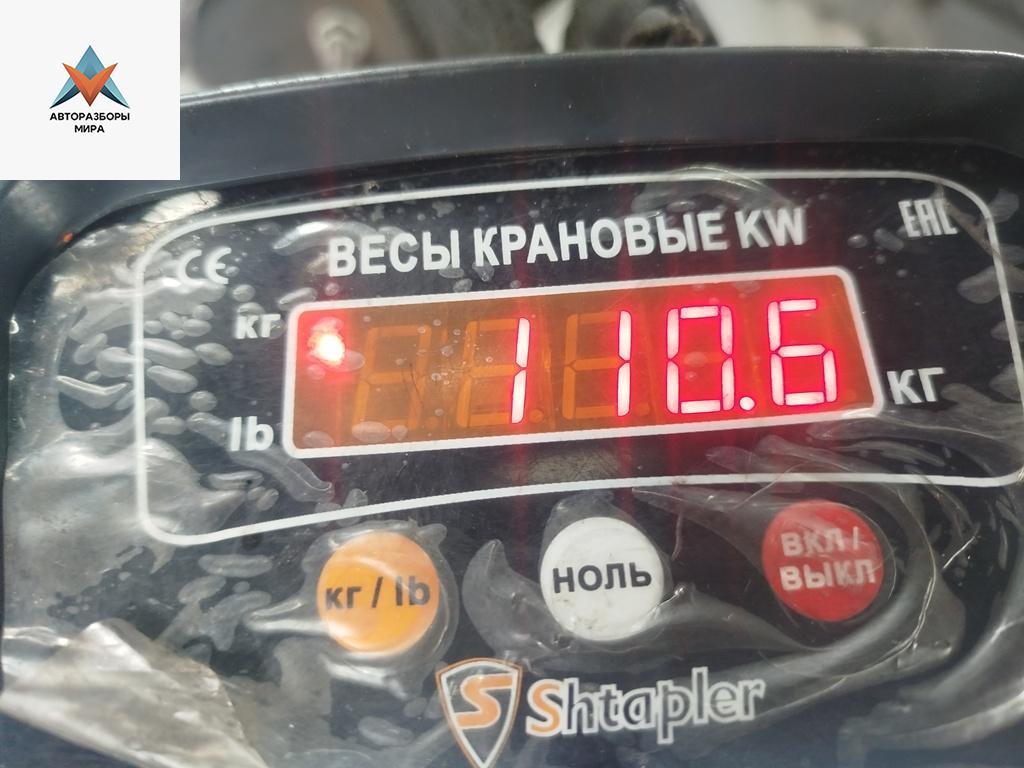 АВТОРАЗБОРЫ
МИРА
ВЕСЫ КРАНОВЫЕ KW
EAC
CE
кг
110.6
КГ
lb
кг / lb
НОЛЬ
ВКЛ /
ВЫКЛ
S Shtapler